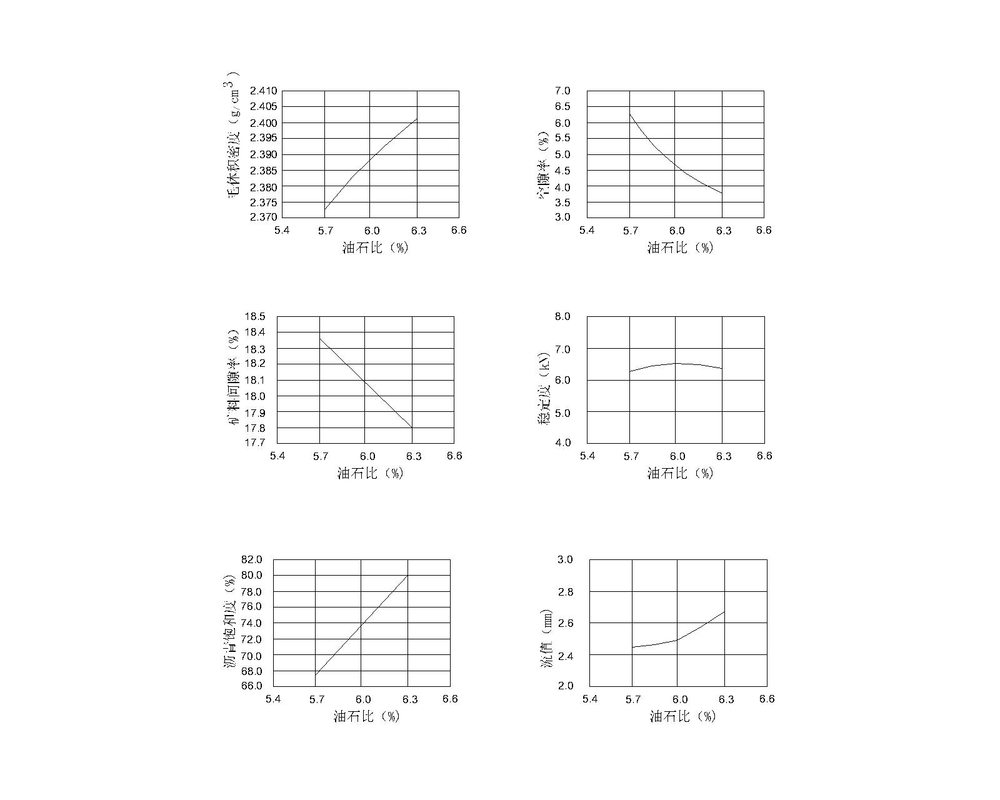 毛体积密度（g/cm3）
2.410
2.405
2.400
2.395
2.390
2.385
2.380
2.375
2.370
5.4 5.7 6.0 6.3 6.6
油石比（%）
空隙率（%）
7.0
6.5
6.0
5.5
5.0
4.5
4.0
3.5
3.0
5.4 5.7 6.0 6.3 6.6
油石比（%）
矿料间隙率（%）
18.5
18.4
18.3
18.2
18.1
18.0
17.9
17.8
17.7
5.4 5.7 6.0 6.3 6.6
油石比（%）
稳定度（kN）
8.0
7.0
6.0
5.0
4.0
5.4 5.7 6.0 6.3 6.6
油石比（%）
沥青饱和度（%）
82.0
80.0
78.0
76.0
74.0
72.0
70.0
68.0
66.0
5.4 5.7 6.0 6.3 6.6
油石比（%）
流值（mm）
3.0
2.8
2.6
2.4
2.0
5.4 5.7 6.0 6.3 6.6
油石比（%）